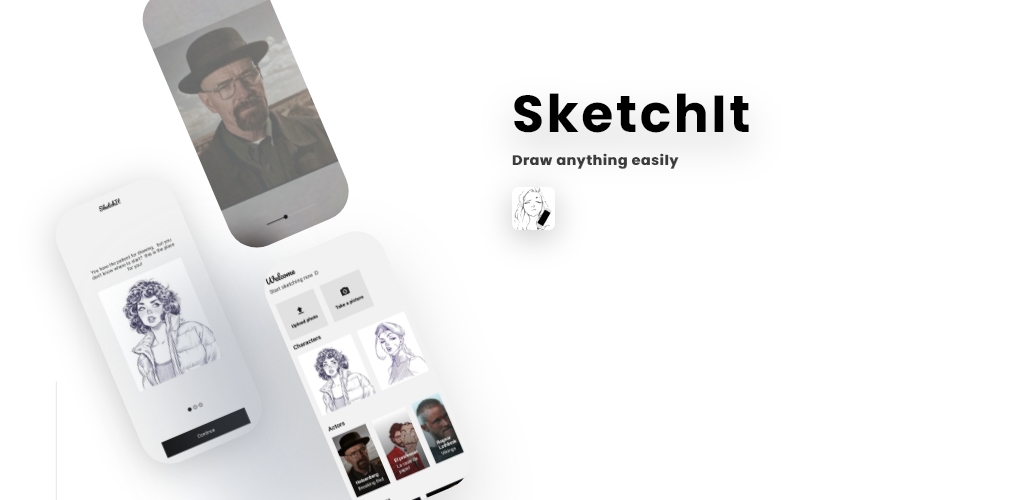 SketchIt
Draw anything easily
SketchIt
You have the patient for drawing, but you
don't know where to start? this is the place
for you!
Continue
Welcome
Start sketching now :D
Upload photo
Take a picture
Characters
Actors
Heisenberg
Breaking Bad
El professor
La casa de
papel
Ragnar
Lothbrok
Vikings